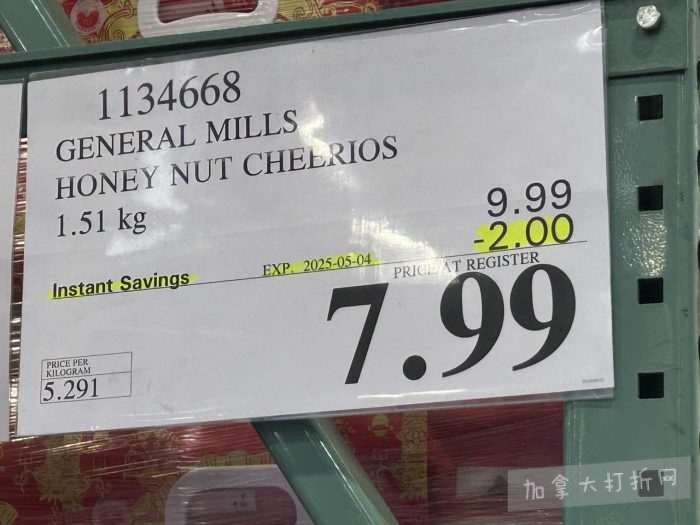 1134668
GENERAL MILLS
HONEY NUT CHEERIOS
1.51 kg
9.99
-2.00
Instant Savings
EXP. 2025-05-04
PRICE AT REGISTER
7.99
PRICE PER
KILOGRAM
5.291
加拿大打折网